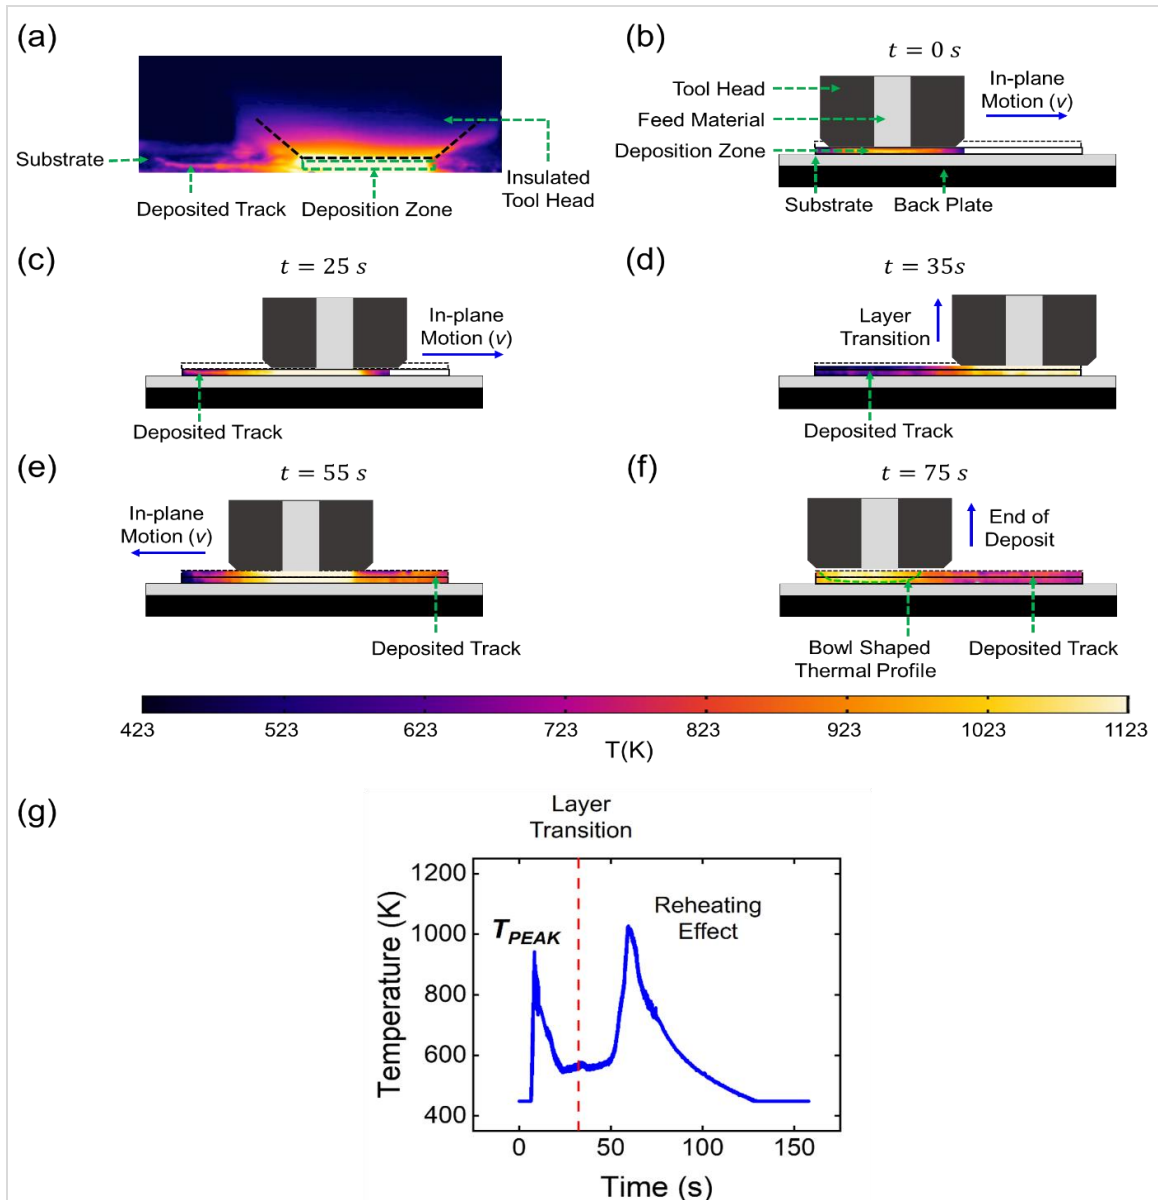 (a)
Substrate
Deposited Track
Deposition Zone
Insulated
Tool Head
(b)
t = 0 s
Tool Head
Feed Material
Deposition Zone
In-plane
Motion (v)
Substrate
Back Plate
(c)
t = 25 s
In-plane
Motion (v)
Deposited Track
(d)
t = 35s
Layer
Transition
Deposited Track
(e)
t = 55 s
In-plane
Motion (v)
Deposited Track
(f)
t = 75 s
End of
Deposit
Bowl Shaped
Thermal Profile
Deposited Track
423 523 623 723 823 923 1023 1123
T(K)
(g)
Layer
Transition
1200
1000
800
600
400
Temperature (K)
T_PEAK
Reheating
Effect
0 50 100 150
Time (s)